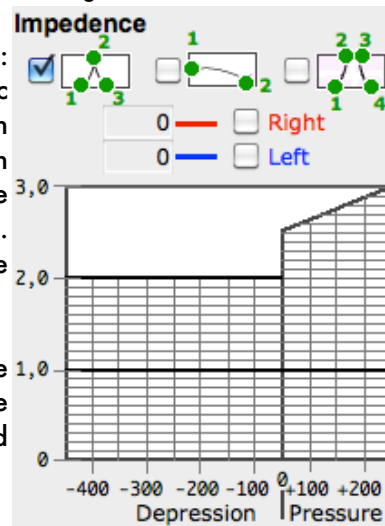 Impedence
2
1 3
1
2
2 3
1 4
:
c
0 Right
n
0 Left
n
e
3,0
.
e
2,0
e 1,0
e
d
0
-400 -300 -200 -100 0 +100 +200
Depression Pressure